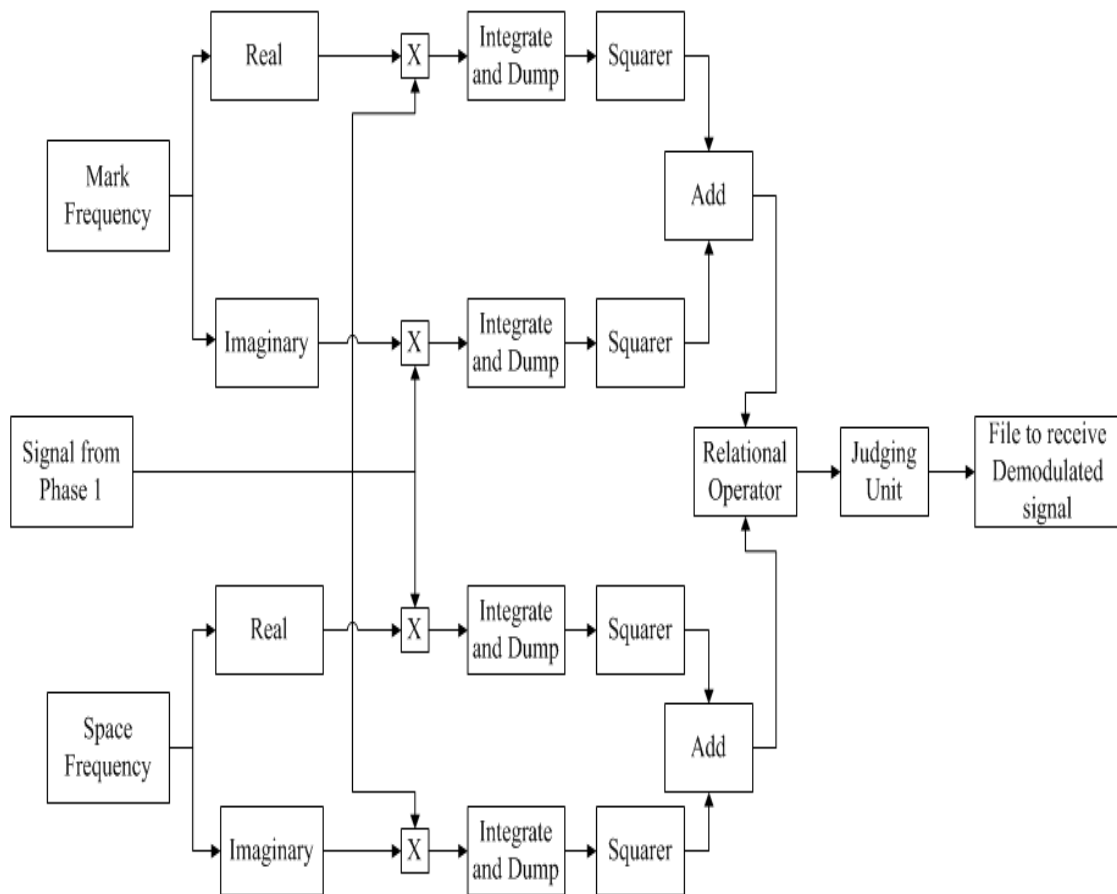 Real
X
Integrate
and Dump
Squarer
Mark
Frequency
Add
Imaginary
X
Integrate
and Dump
Squarer
Signal from
Phase 1
Relational
Operator
Judging
Unit
File to receive
Demodulated
signal
Real
X
Integrate
and Dump
Squarer
Space
Frequency
Add
Imaginary
X
Integrate
and Dump
Squarer